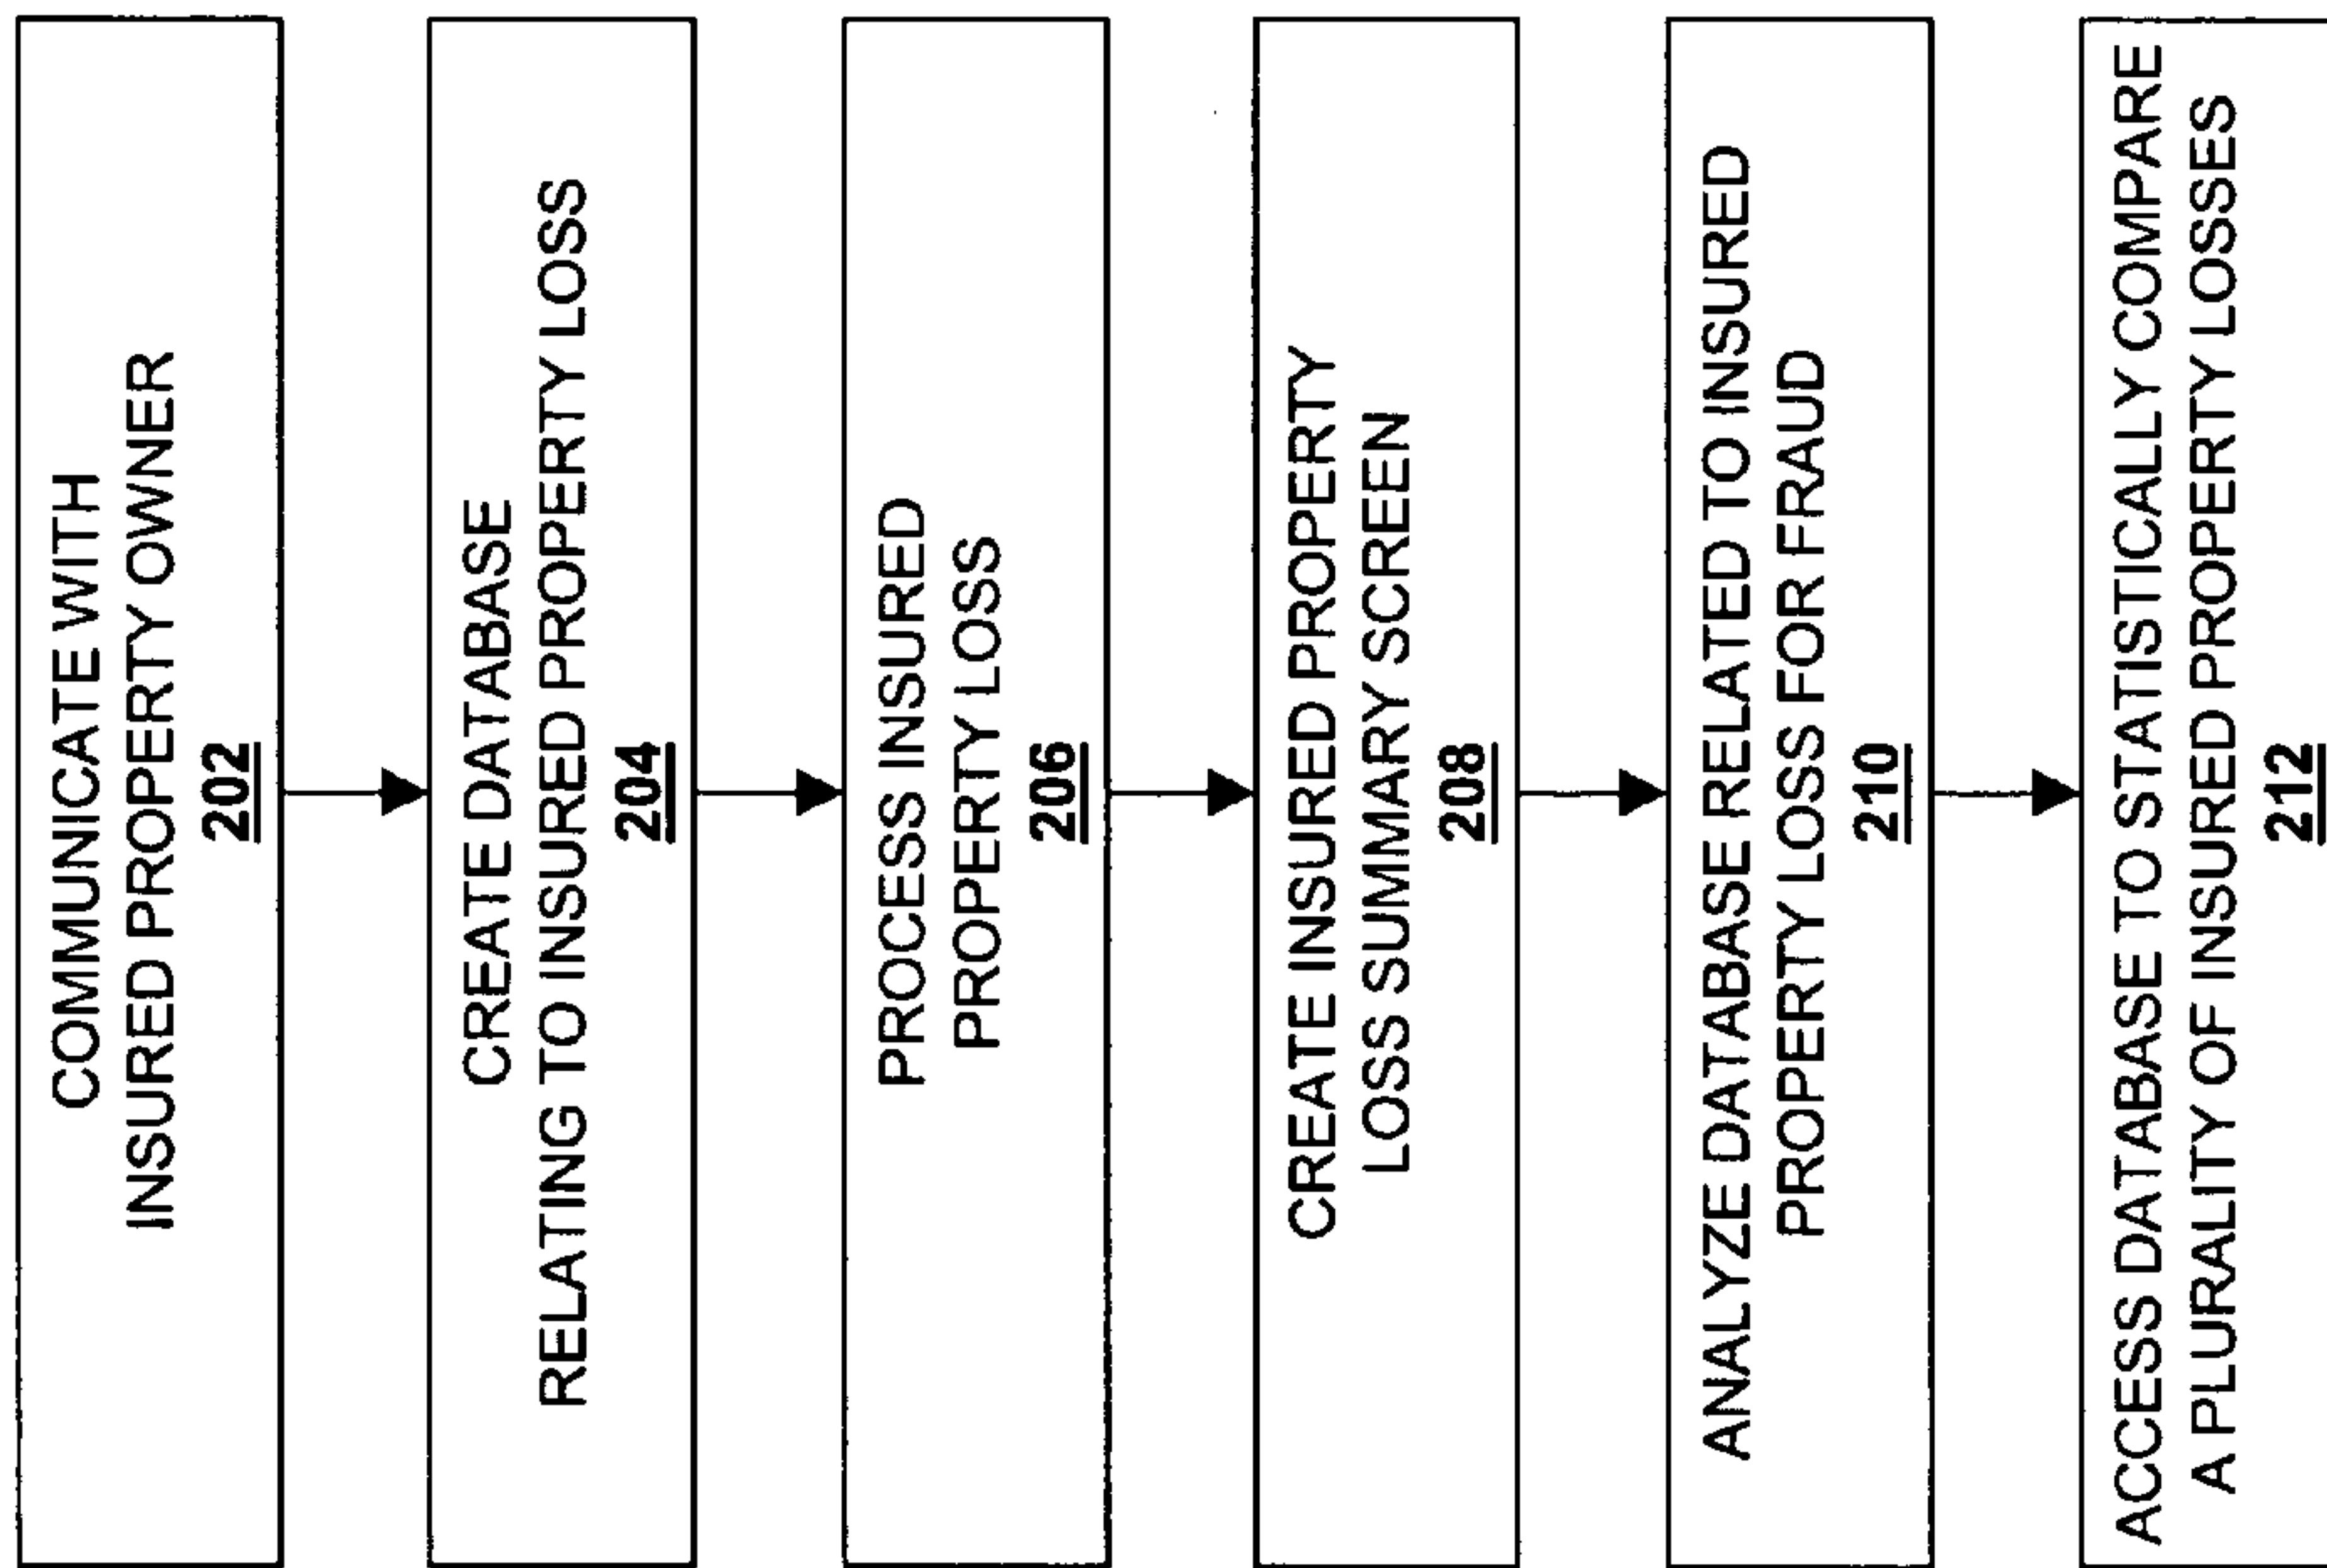 COMMUNICATE WITH
INSURED PROPERTY OWNER
202
CREATE DATABASE
RELATING TO INSURED PROPERTY LOSS
204
PROCESS INSURED
PROPERTY LOSS
206
CREATE INSURED PROPERTY
LOSS SUMMARY SCREEN
208
ANALYZE DATABASE RELATED TO INSURED
PROPERTY LOSS FOR FRAUD
210
ACCESS DATABASE TO STATISTICALLY COMPARE
A PLURALITY OF INSURED PROPERTY LOSSES
212